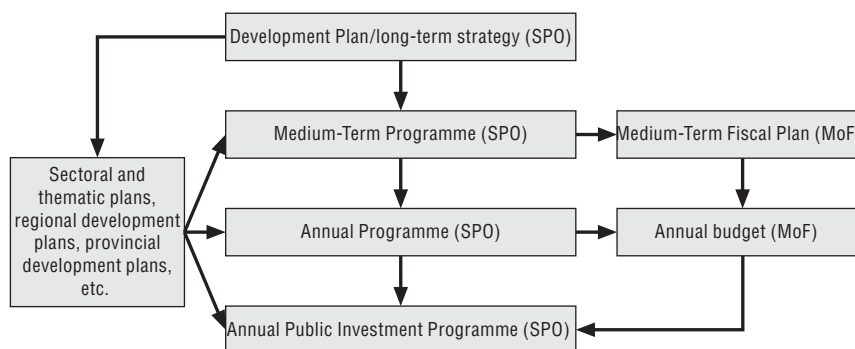 Development Plan/long-term strategy (SPO)
Medium-Term Programme (SPO)
Medium-Term Fiscal Plan (MoF
Sectoral and
thematic plans,
regional development
plans, provincial
development plans,
etc.
Annual Programme (SPO)
Annual budget (MoF)
Annual Public Investment Programme (SPO)